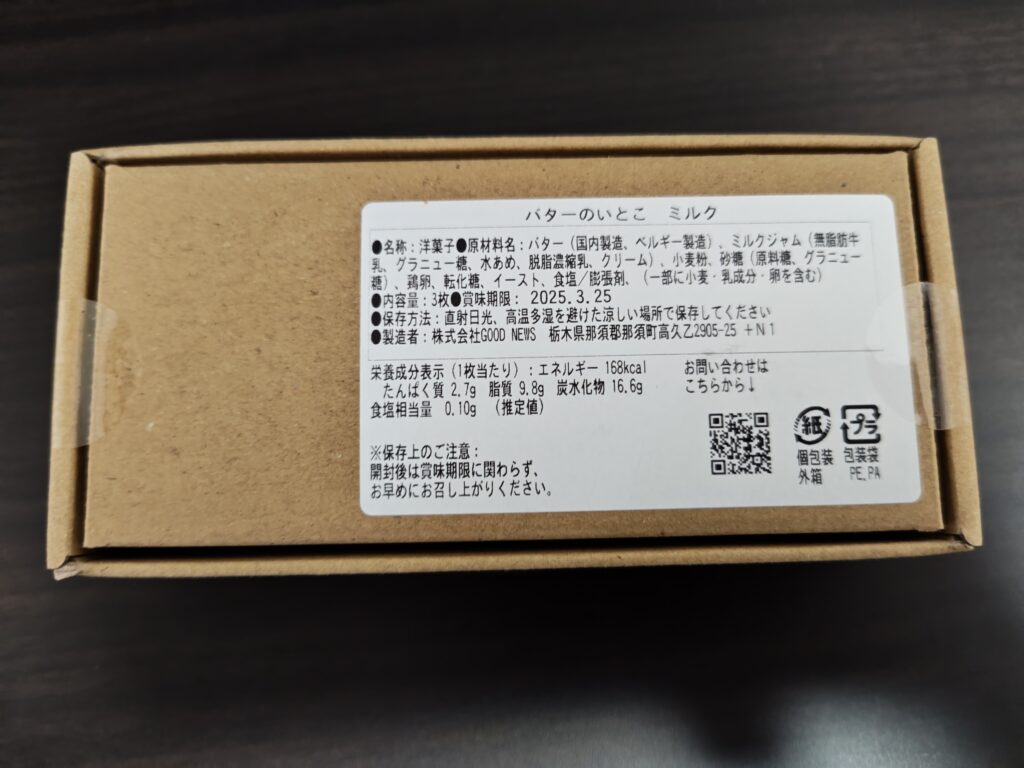 バターのいとこ　ミルク
●名称：洋菓子●原材料名：バター（国内製造、ベルギー製造）、ミルクジャム（無脂肪牛
乳、グラニュー糖、水あめ、脱脂濃縮乳、クリーム）、小麦粉、砂糖（原料糖、グラニュー
糖）、鶏卵、転化糖、イースト、食塩／膨張剤、（一部に小麦・乳成分・卵を含む）
●内容量：3枚●賞味期限：2025.3.25
●保存方法：直射日光、高温多湿を避けた涼しい場所で保存してください
●製造者：株式会社GOOD NEWS　栃木県那須郡那須町高久乙2905-25 ＋N1
栄養成分表示（1枚当たり）：エネルギー 168kcal
たんぱく質 2.7g　脂質 9.8g　炭水化物 16.6g
食塩相当量　0.10g　（推定値）
お問い合わせは
こちらから↓
※保存上のご注意：
開封後は賞味期限に関わらず、
お早めにお召し上がりください。
紙
個包装
外箱
プラ
包装袋
PE、PA